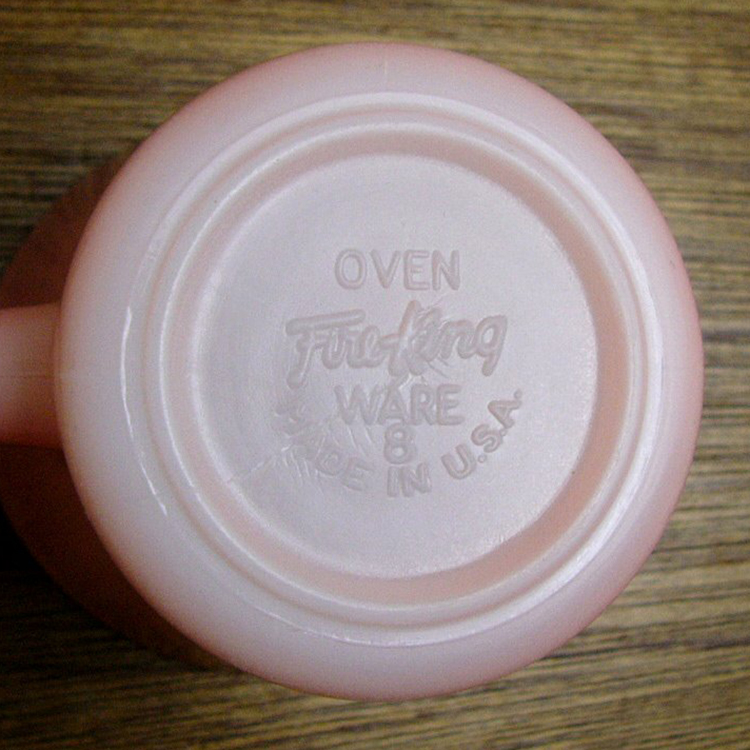 OVEN
Fire-King
WARE
8
MADE IN U.S.A.